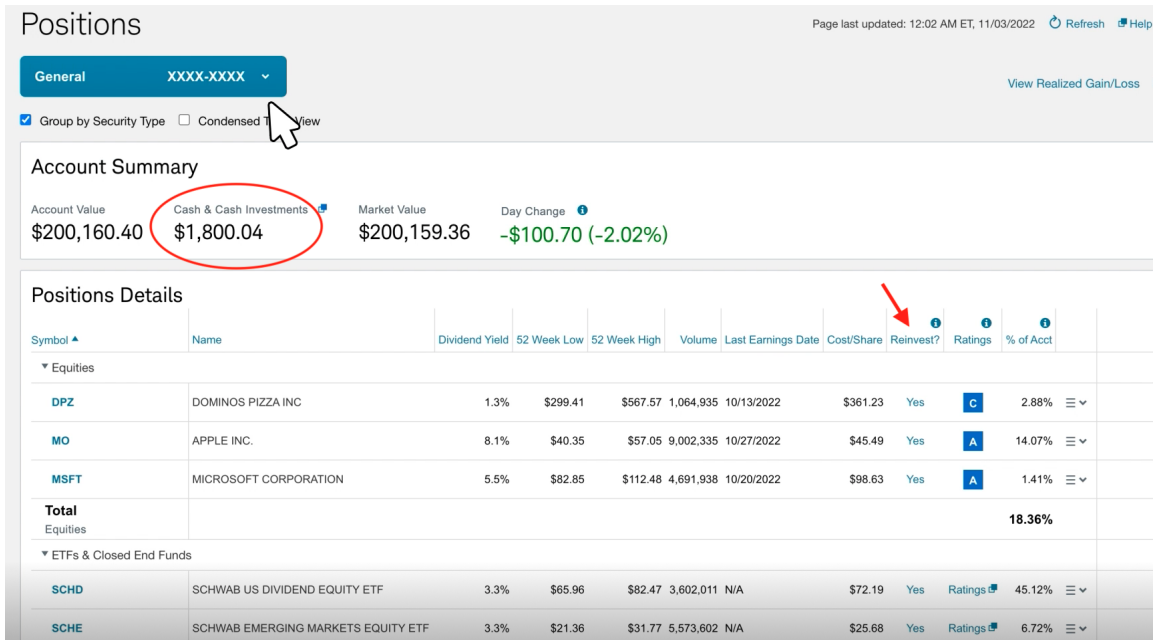 Positions
Page last updated: 12:02 AM ET, 11/03/2022 Refresh Help
General XXXX-XXXX
View Realized Gain/Loss
Group by Security Type Condensed View
Account Summary
Account Value Cash & Cash Investments Market Value Day Change
$200,160.40 $1,800.04 $200,159.36 -$100.70 (-2.02%)
Positions Details
Symbol Name Dividend Yield 52 Week Low 52 Week High Volume Last Earnings Date Cost/Share Reinvest? Ratings % of Acct
Equities
DPZ DOMINOS PIZZA INC 1.3% $299.41 $567.57 1,064,935 10/13/2022 $361.23 Yes C 2.88%
MO APPLE INC. 8.1% $40.35 $57.05 9,002,335 10/27/2022 $45.49 Yes A 14.07%
MSFT MICROSOFT CORPORATION 5.5% $82.85 $112.48 4,691,938 10/20/2022 $98.63 Yes A 1.41%
Total
Equities
18.36%
ETFs & Closed End Funds
SCHD SCHWAB US DIVIDEND EQUITY ETF 3.3% $65.96 $82.47 3,602,011 N/A $72.19 Yes Ratings 45.12%
SCHE SCHWAB EMERGING MARKETS EQUITY ETF 3.3% $21.36 $31.77 5,573,602 N/A $25.68 Yes Ratings 6.72%